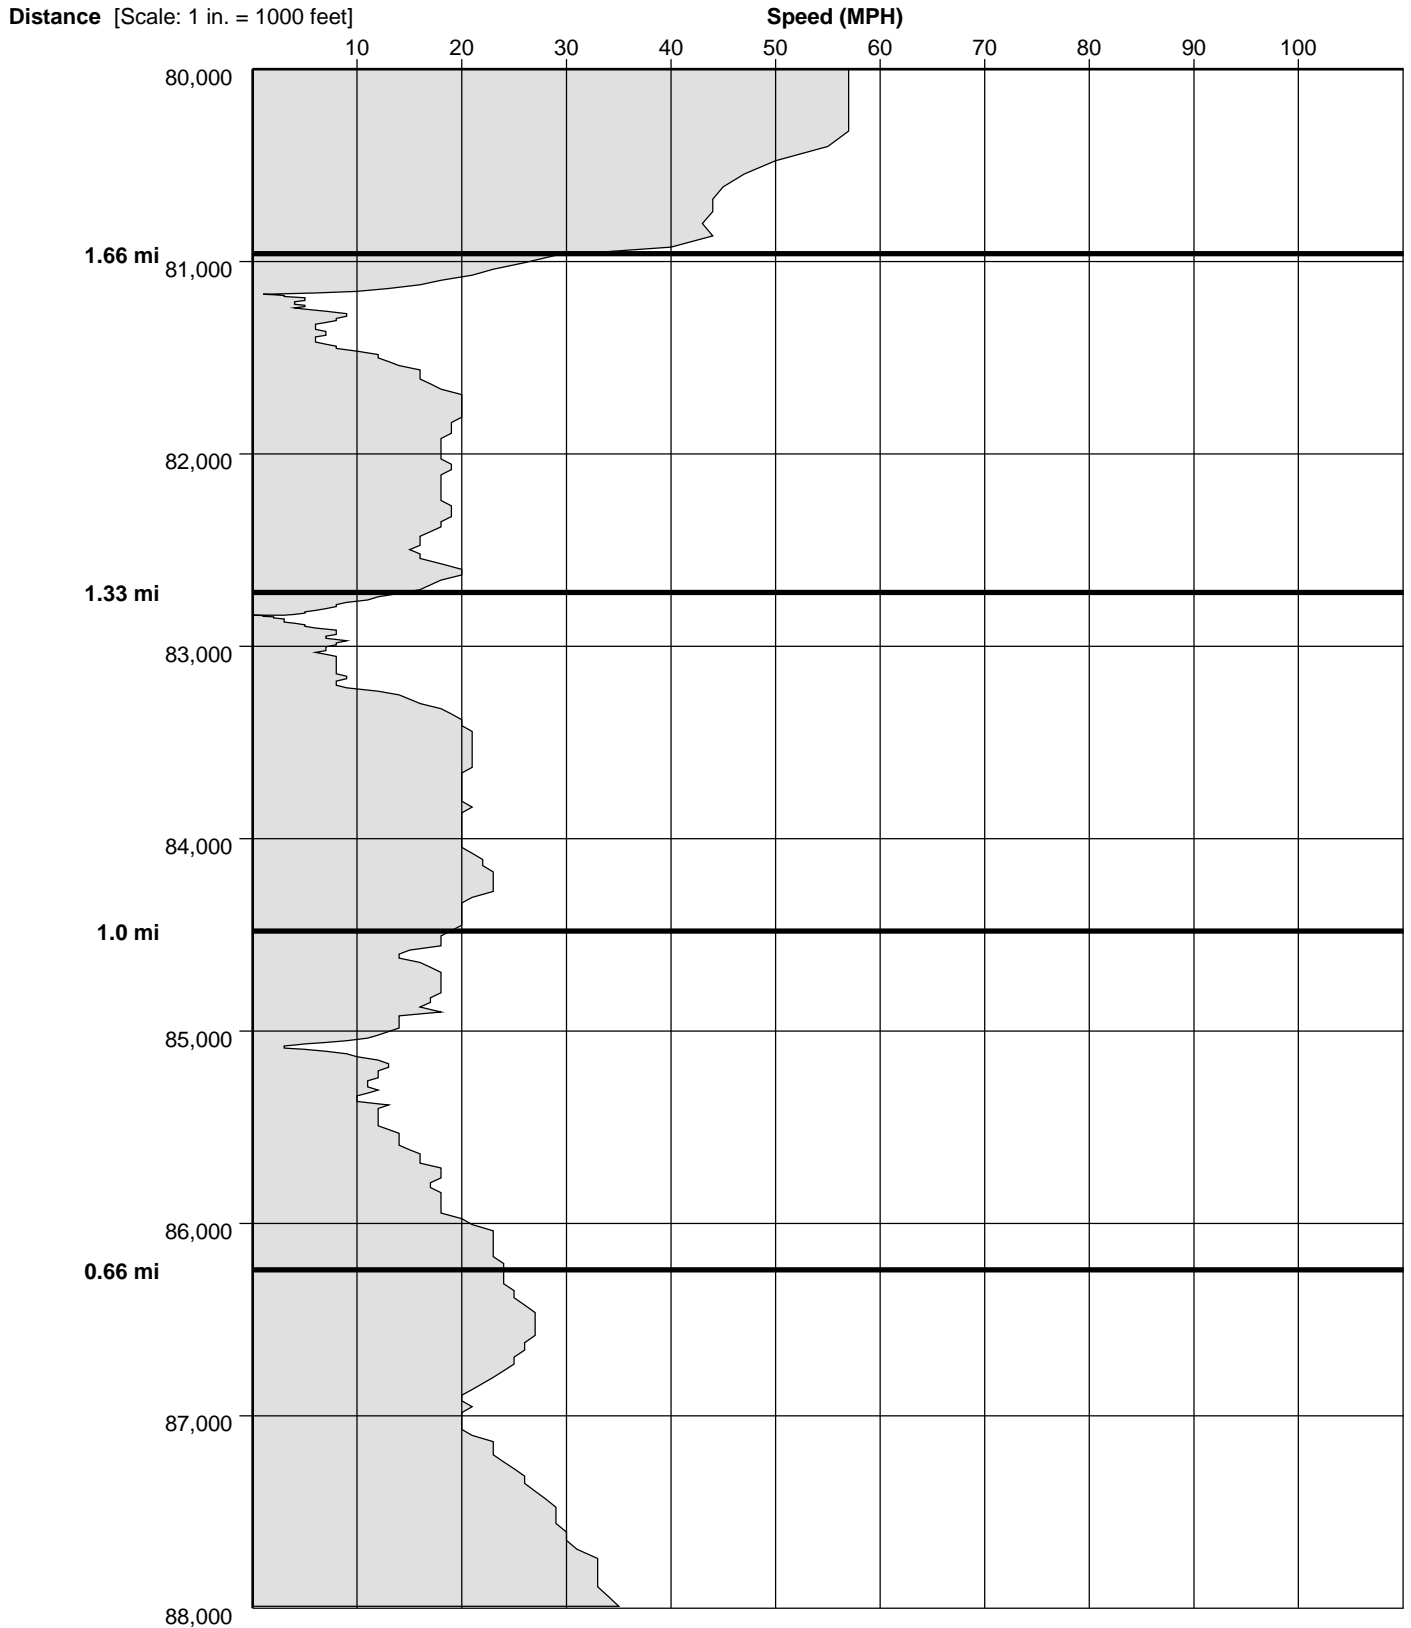 Distance [Scale: 1 in. = 1000 feet] Speed (MPH)
10 20 30 40 50 60 70 80 90 100
80,000
1.66 mi
81,000
82,000
1.33 mi
83,000
84,000
1.0 mi
85,000
86,000
0.66 mi
87,000
88,000